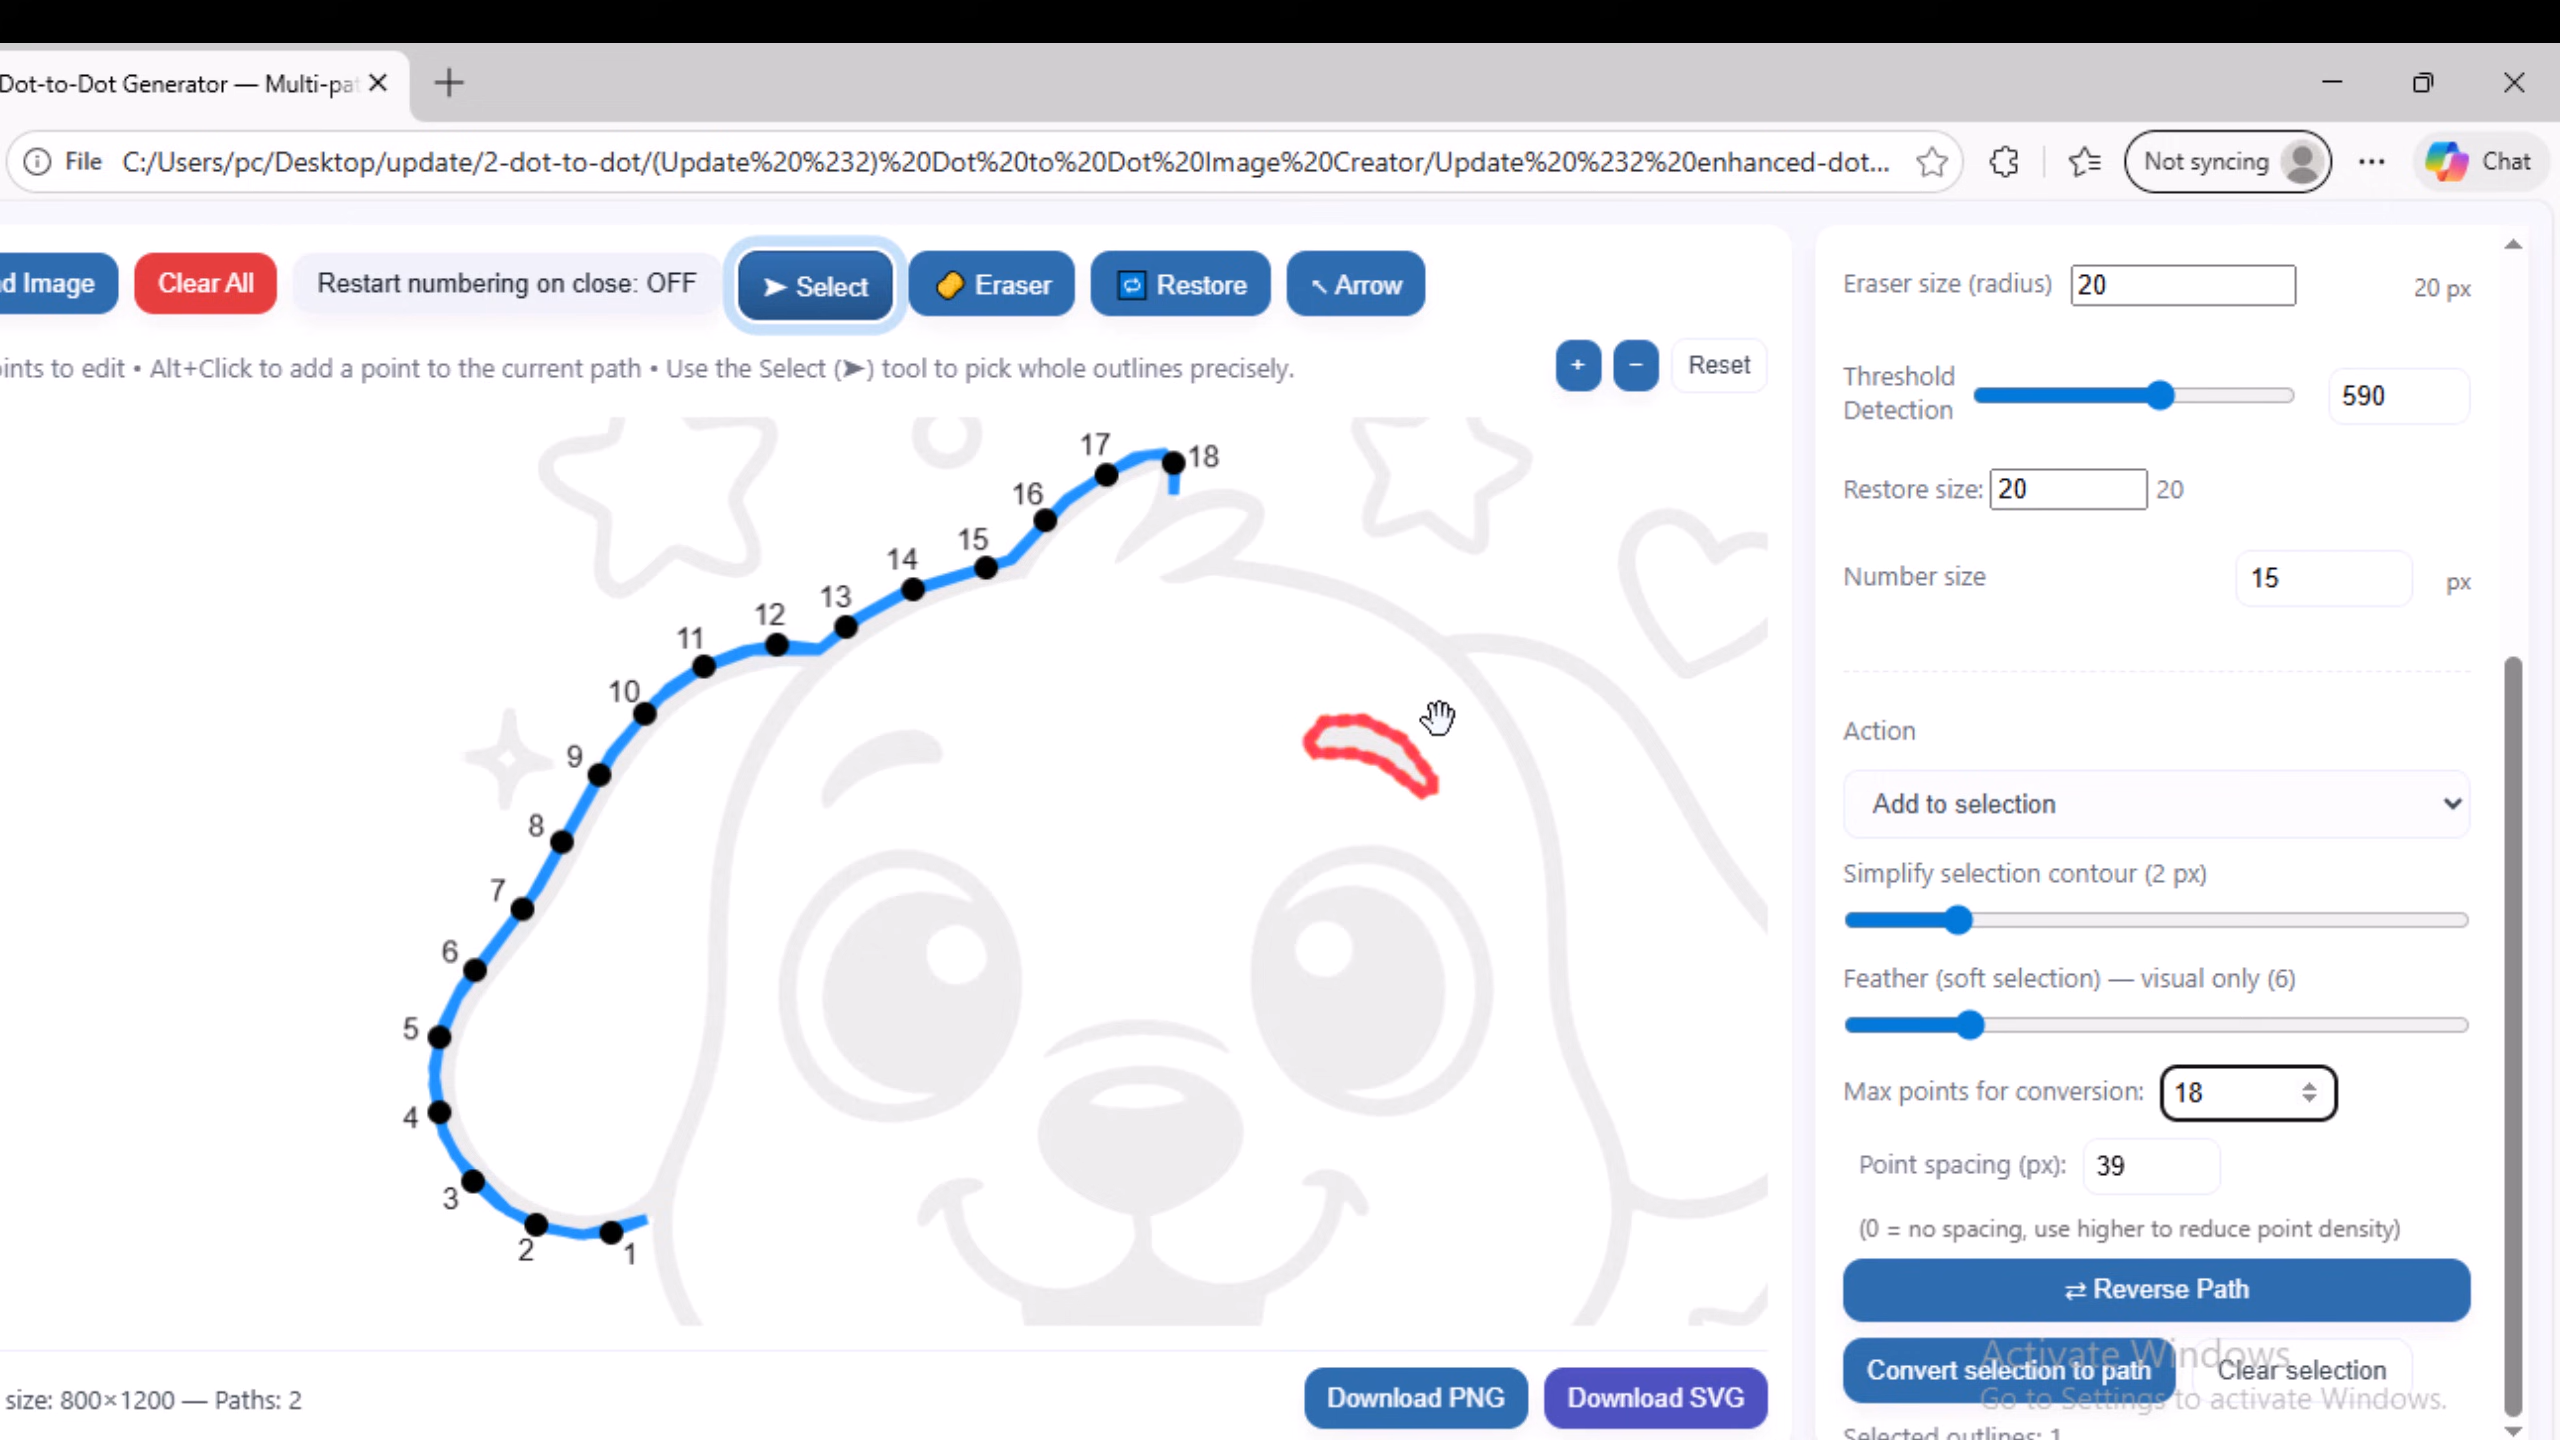 Dot-to-Dot Generator — Multi-pat
File C:/Users/pc/Desktop/update/2-dot-to-dot/(Update%20%232)%20Dot%20to%20Dot%20Image%20Creator/Update%20%232%20enhanced-dot...
Not syncing
Chat
d Image
Clear All
Restart numbering on close: OFF
Select
Eraser
Restore
Arrow
ints to edit • Alt+Click to add a point to the current path • Use the Select (➤) tool to pick whole outlines precisely.
+
−
Reset
Eraser size (radius)
20
20 px
Threshold
Detection
590
Restore size:
20
20
Number size
15
px
Action
Add to selection
Simplify selection contour (2 px)
Feather (soft selection) — visual only (6)
Max points for conversion:
18
Point spacing (px):
39
(0 = no spacing, use higher to reduce point density)
⇄ Reverse Path
Convert selection to path
Clear selection
Activate Windows
Go to Settings to activate Windows.
Selected outlines: 1
17
18
16
15
14
13
12
11
10
9
8
7
6
5
4
3
2
1
size: 800×1200 — Paths: 2
Download PNG
Download SVG